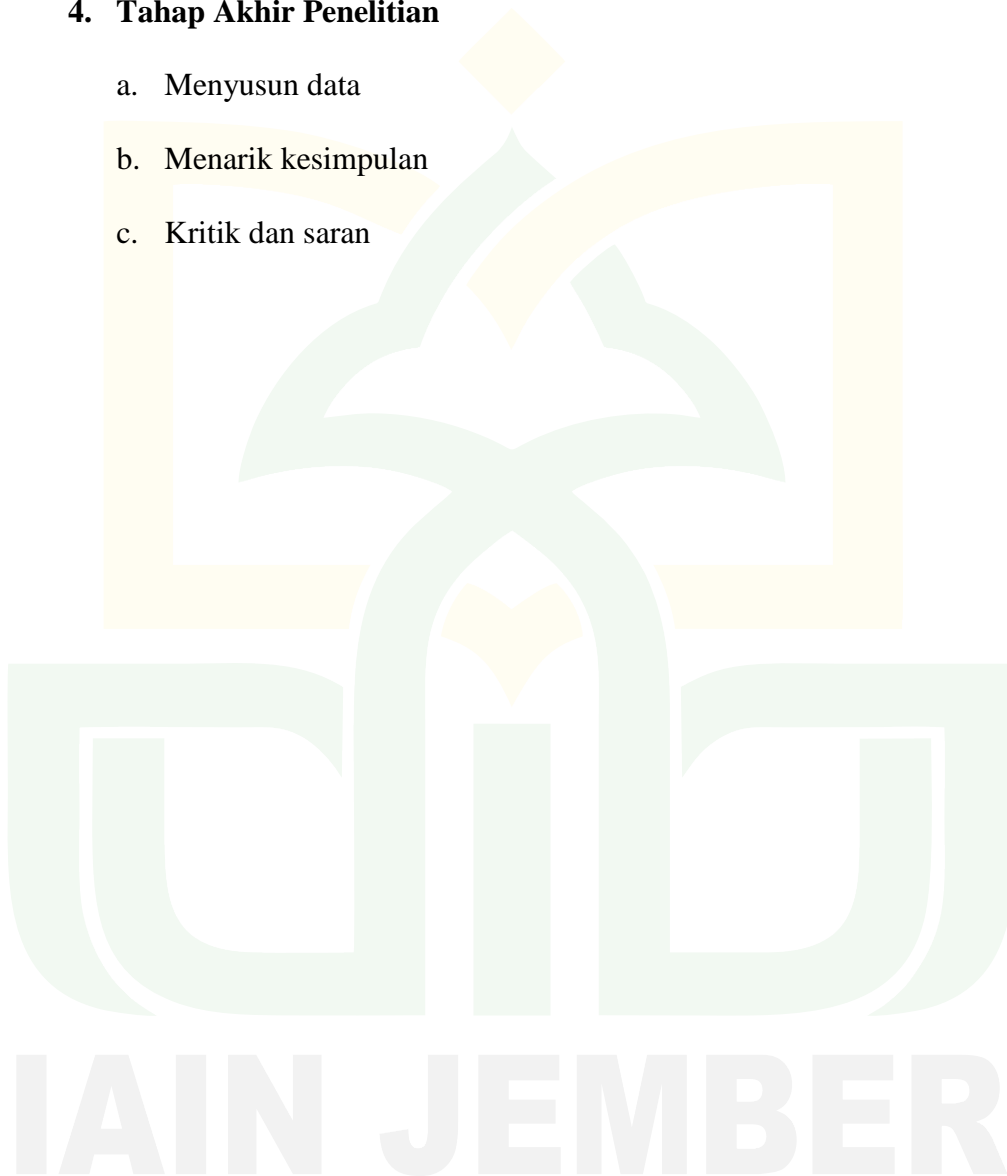 4. Tahap Akhir Penelitian
a. Menyusun data
b. Menarik kesimpulan
c. Kritik dan saran
IAIN JEMBER